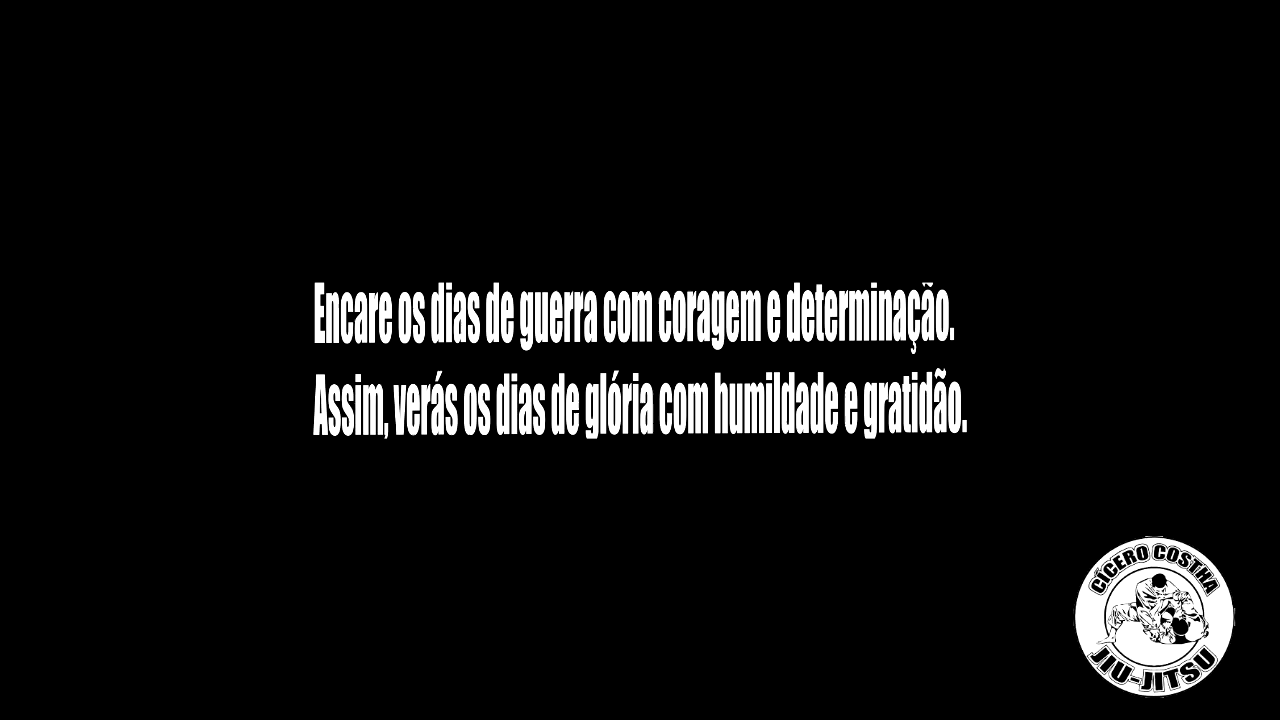 Encare os dias de guerra com coragem e determinação.
Assim, verás os dias de glória com humildade e gratidão.
CÍCERO COSTHA
JIU-JITSU